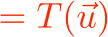 = T(\vec{u})